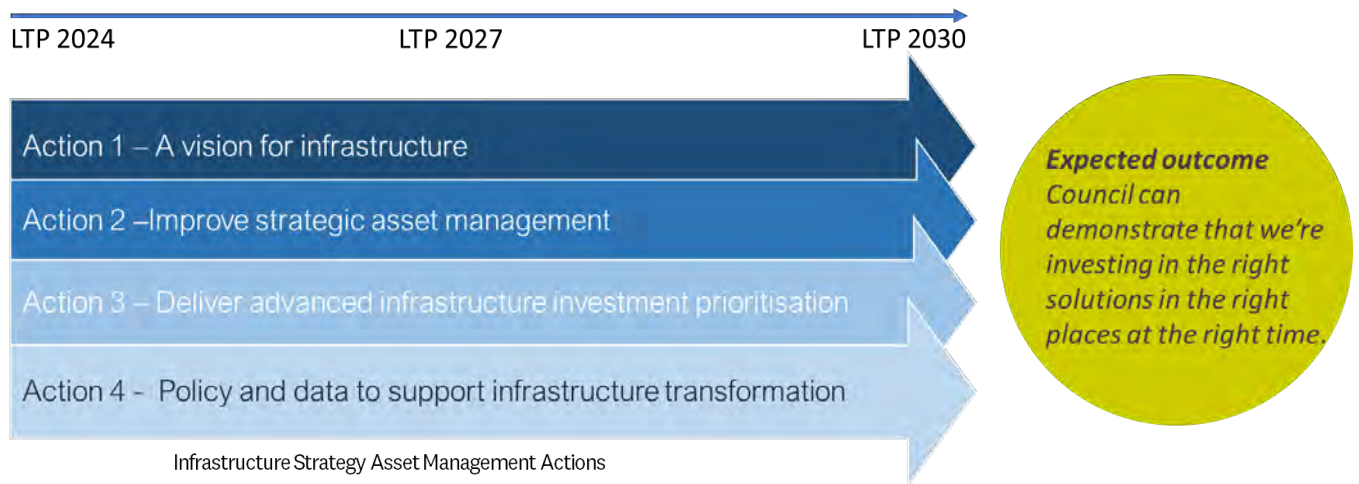 LTP 2024 LTP 2027 LTP 2030
Action 1 – A vision for infrastructure
Action 2 –Improve strategic asset management
Action 3 – Deliver advanced infrastructure investment prioritisation
Action 4 - Policy and data to support infrastructure transformation
Infrastructure Strategy Asset Management Actions
Expected outcome
Council can
demonstrate that we're
investing in the right
solutions in the right
places at the right time.